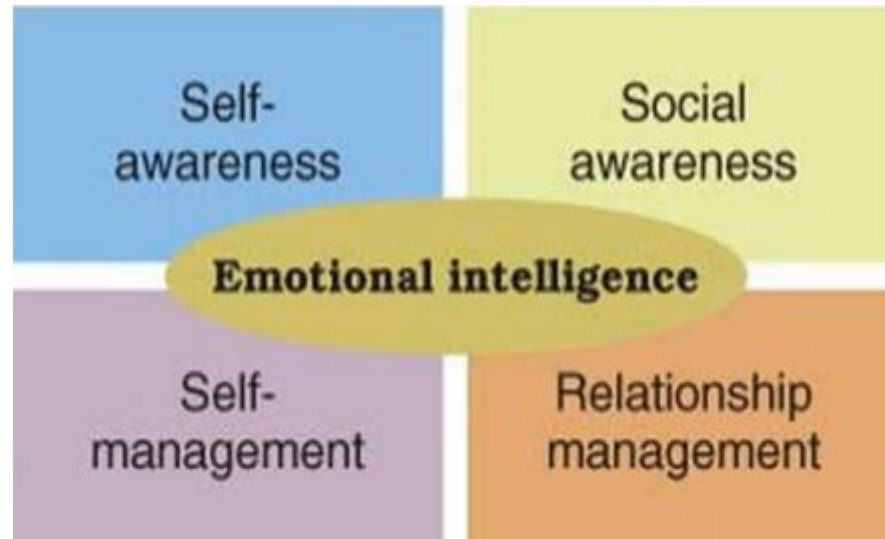 Self-
awareness
Social
awareness
Emotional intelligence
Self-
management
Relationship
management